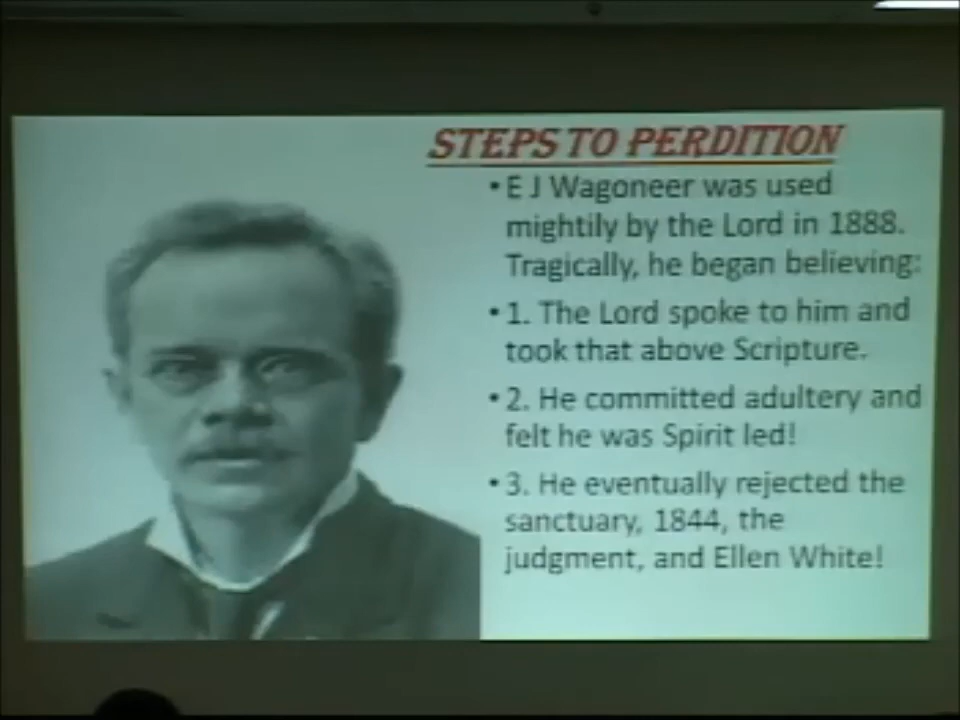 STEPS TO PERDITION
• E J Wagoneer was used
mightily by the Lord in 1888.
Tragically, he began believing:
• 1. The Lord spoke to him and
took that above Scripture.
• 2. He committed adultery and
felt he was Spirit led!
• 3. He eventually rejected the
sanctuary, 1844, the
judgment, and Ellen White!